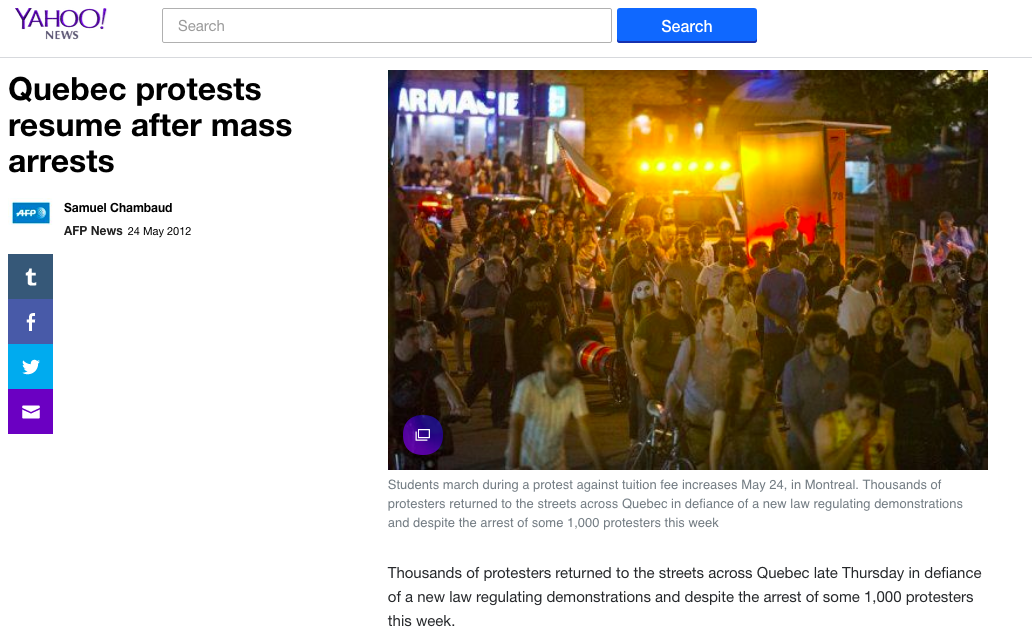 YAHOO!
NEWS
Search
Search
Quebec protests
resume after mass
arrests
AFP
Samuel Chambaud
AFP News 24 May 2012
ARMACIE
78
Students march during a protest against tuition fee increases May 24, in Montreal. Thousands of
protesters returned to the streets across Quebec in defiance of a new law regulating demonstrations
and despite the arrest of some 1,000 protesters this week
Thousands of protesters returned to the streets across Quebec late Thursday in defiance
of a new law regulating demonstrations and despite the arrest of some 1,000 protesters
this week.